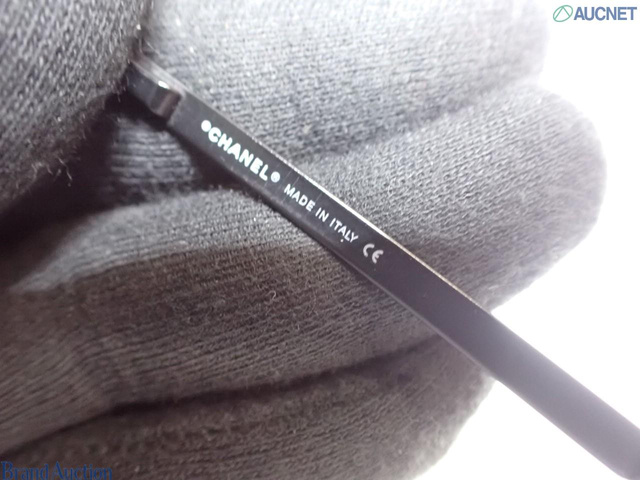 AUCNET
©CHANEL® MADE IN ITALY CE
Brand Auction